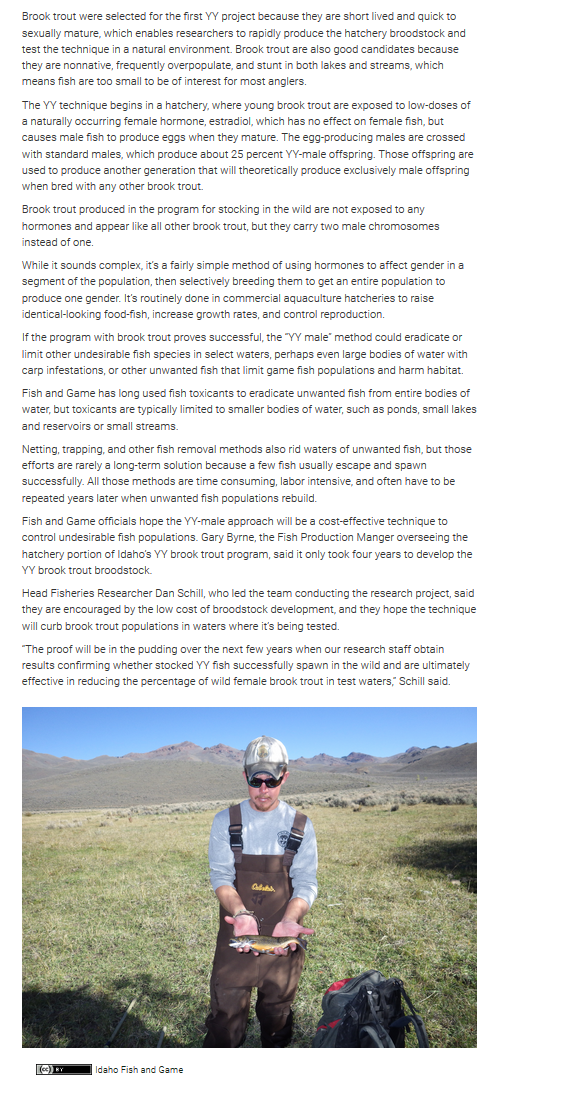 Brook trout were selected for the first YY project because they are short lived and quick to
sexually mature, which enables researchers to rapidly produce the hatchery broodstock and
test the technique in a natural environment. Brook trout are also good candidates because
they are nonnative, frequently overpopulate, and stunt in both lakes and streams, which
means fish are too small to be of interest for most anglers.
The YY technique begins in a hatchery, where young brook trout are exposed to low-doses of
a naturally occurring female hormone, estradiol, which has no effect on female fish, but
causes male fish to produce eggs when they mature. The egg-producing males are crossed
with standard males, which produce about 25 percent YY-male offspring. Those offspring are
used to produce another generation that will theoretically produce exclusively male offspring
when bred with any other brook trout.
Brook trout produced in the program for stocking in the wild are not exposed to any
hormones and appear like all other brook trout, but they carry two male chromosomes
instead of one.
While it sounds complex, it's a fairly simple method of using hormones to affect gender in a
segment of the population, then selectively breeding them to get an entire population to
produce one gender. It's routinely done in commercial aquaculture hatcheries to raise
identical-looking food-fish, increase growth rates, and control reproduction.
If the program with brook trout proves successful, the "YY male" method could eradicate or
limit other undesirable fish species in select waters, perhaps even large bodies of water with
carp infestations, or other unwanted fish that limit game fish populations and harm habitat.
Fish and Game has long used fish toxicants to eradicate unwanted fish from entire bodies of
water, but toxicants are typically limited to smaller bodies of water, such as ponds, small lakes
and reservoirs or small streams.
Netting, trapping, and other fish removal methods also rid waters of unwanted fish, but those
efforts are rarely a long-term solution because a few fish usually escape and spawn
successfully. All those methods are time consuming, labor intensive, and often have to be
repeated years later when unwanted fish populations rebuild.
Fish and Game officials hope the YY-male approach will be a cost-effective technique to
control undesirable fish populations. Gary Byrne, the Fish Production Manger overseeing the
hatchery portion of Idaho's YY brook trout program, said it only took four years to develop the
YY brook trout broodstock.
Head Fisheries Researcher Dan Schill, who led the team conducting the research project, said
they are encouraged by the low cost of broodstock development, and they hope the technique
will curb brook trout populations in waters where it's being tested.
"The proof will be in the pudding over the next few years when our research staff obtain
results confirming whether stocked YY fish successfully spawn in the wild and are ultimately
effective in reducing the percentage of wild female brook trout in test waters," Schill said.
Cabela's
cc BY Idaho Fish and Game